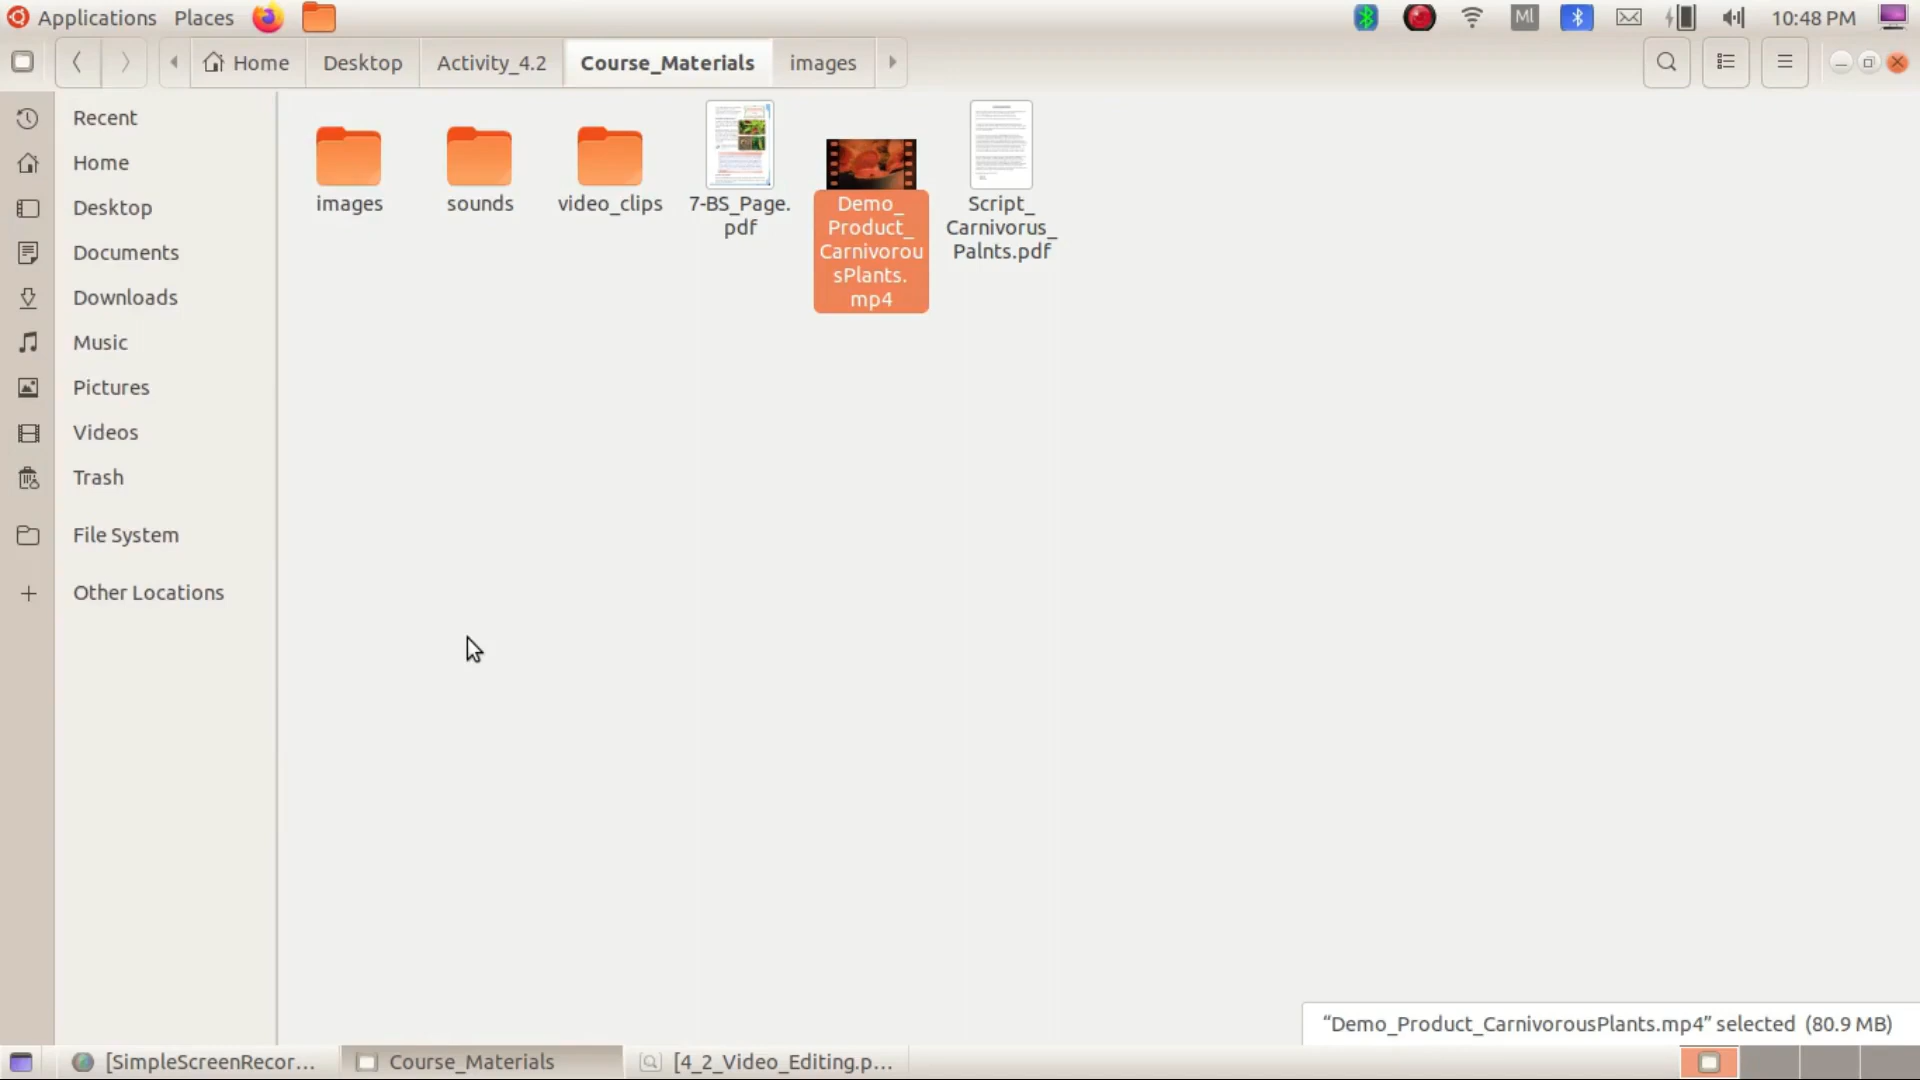 Applications Places Ml 10:48 PM
Home Desktop Activity_4.2 Course_Materials images
Recent
Home
Desktop
Documents
Downloads
Music
Pictures
Videos
Trash
File System
Other Locations
images
sounds
video_clips
7-BS_Page.
pdf
Demo_
Product_
Carnivorou
sPlants.
mp4
Script_
Carnivorus_
Palnts.pdf
“Demo_Product_CarnivorousPlants.mp4” selected (80.9 MB)
[SimpleScreenRecor... Course_Materials [4_2_Video_Editing.p...